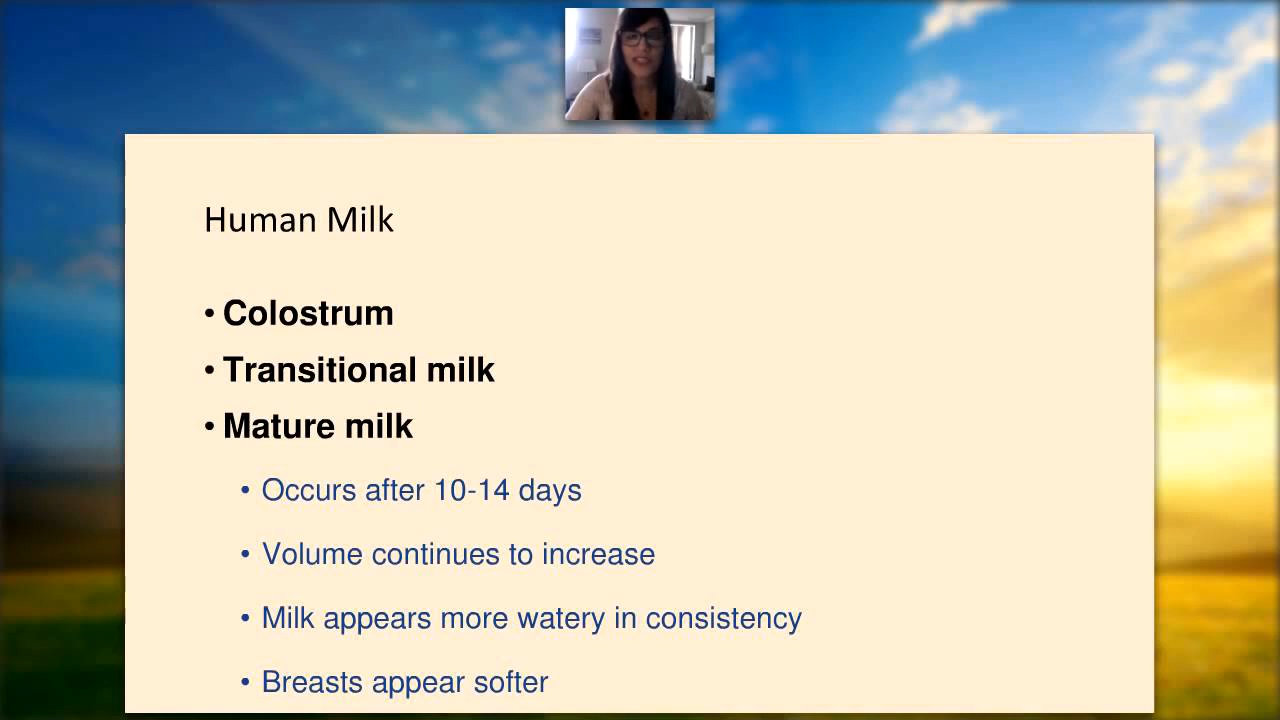 Human Milk
• Colostrum
• Transitional milk
• Mature milk
• Occurs after 10-14 days
• Volume continues to increase
• Milk appears more watery in consistency
• Breasts appear softer